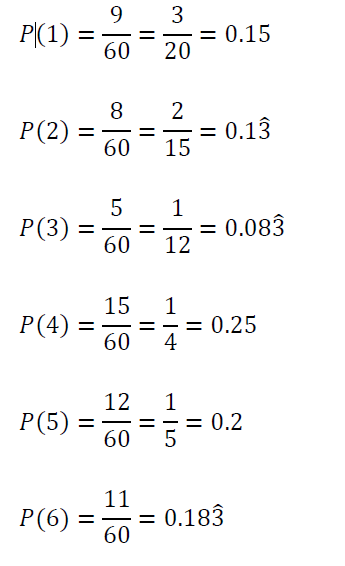 P(1) = 9/60 = 3/20 = 0.15
P(2) = 8/60 = 2/15 = 0.13̂
P(3) = 5/60 = 1/12 = 0.083̂
P(4) = 15/60 = 1/4 = 0.25
P(5) = 12/60 = 1/5 = 0.2
P(6) = 11/60 = 0.183̂